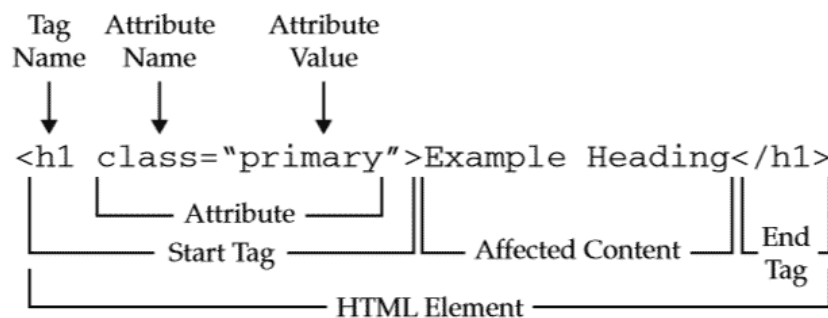 Tag Attribute Attribute
Name Name Value
<h1 class=“primary”>Example Heading</h1>
Attribute
Start Tag Affected Content End
Tag
HTML Element